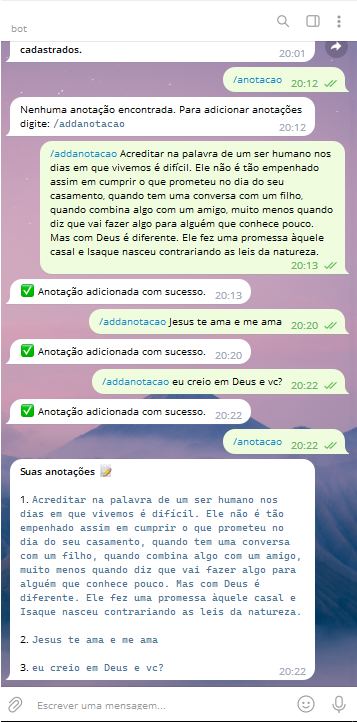 bot
cadastrados.
20:01
/anotacao
20:12
Nenhuma anotação encontrada. Para adicionar anotações
digite: /addanotacao
20:12
/addanotacao Acreditar na palavra de um ser humano nos
dias em que vivemos é difícil. Ele não é tão empenhado
assim em cumprir o que prometeu no dia do seu
casamento, quando tem uma conversa com um filho,
quando combina algo com um amigo, muito menos quando
diz que vai fazer algo para alguém que conhece pouco.
Mas com Deus é diferente. Ele fez uma promessa àquele
casal e Isaque nasceu contrariando as leis da natureza.
20:13
Anotação adicionada com sucesso.
20:13
/addanotacao Jesus te ama e me ama
20:20
Anotação adicionada com sucesso.
20:20
/addanotacao eu creio em Deus e vc?
20:22
Anotação adicionada com sucesso.
20:22
/anotacao
20:22
Suas anotações
1. Acreditar na palavra de um ser humano nos
dias em que vivemos é difícil. Ele não é tão
empenhado assim em cumprir o que prometeu no
dia do seu casamento, quando tem uma conversa
com um filho, quando combina algo com um amigo,
muito menos quando diz que vai fazer algo para
alguém que conhece pouco. Mas com Deus é
diferente. Ele fez uma promessa àquele casal e
Isaque nasceu contrariando as leis da natureza.
2. Jesus te ama e me ama
3. eu creio em Deus e vc?
20:22
Escrever uma mensagem...